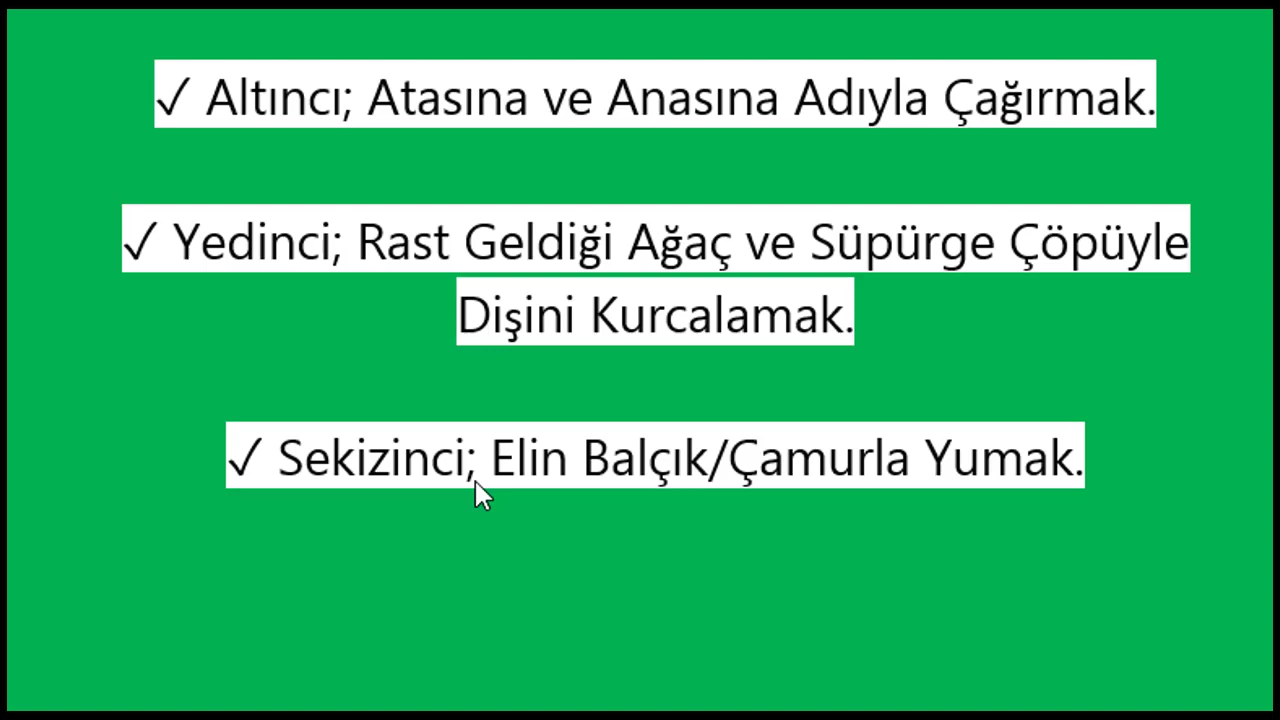 ✓ Altıncı; Atasına ve Anasına Adıyla Çağırmak.
✓ Yedinci; Rast Geldiği Ağaç ve Süpürge Çöpüyle
Dişini Kurcalamak.
✓ Sekizinci; Elin Balçık/Çamurla Yumak.